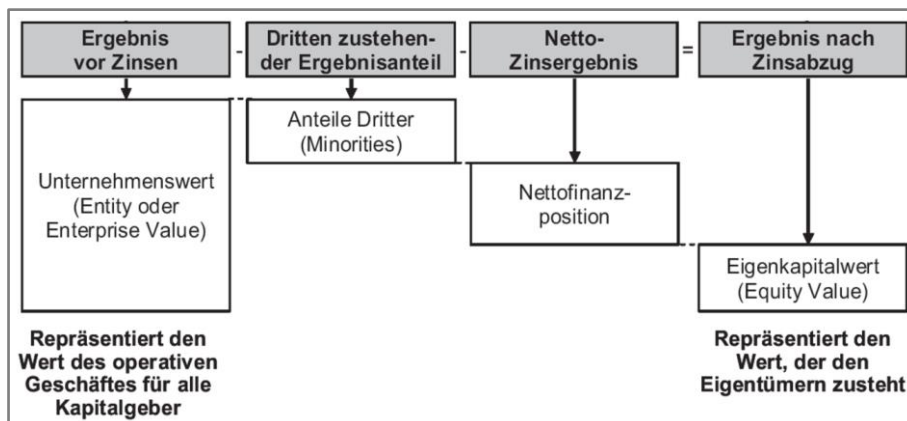 Ergebnis
vor Zinsen
-
Dritten zustehen-
der Ergebnisanteil
-
Netto-
Zinsergebnis
=
Ergebnis nach
Zinsabzug
Unternehmenswert
(Entity oder
Enterprise Value)
Anteile Dritter
(Minorities)
Nettofinanz-
position
Eigenkapitalwert
(Equity Value)
Repräsentiert den
Wert des operativen
Geschäftes für alle
Kapitalgeber
Repräsentiert den
Wert, der den
Eigentümern zusteht